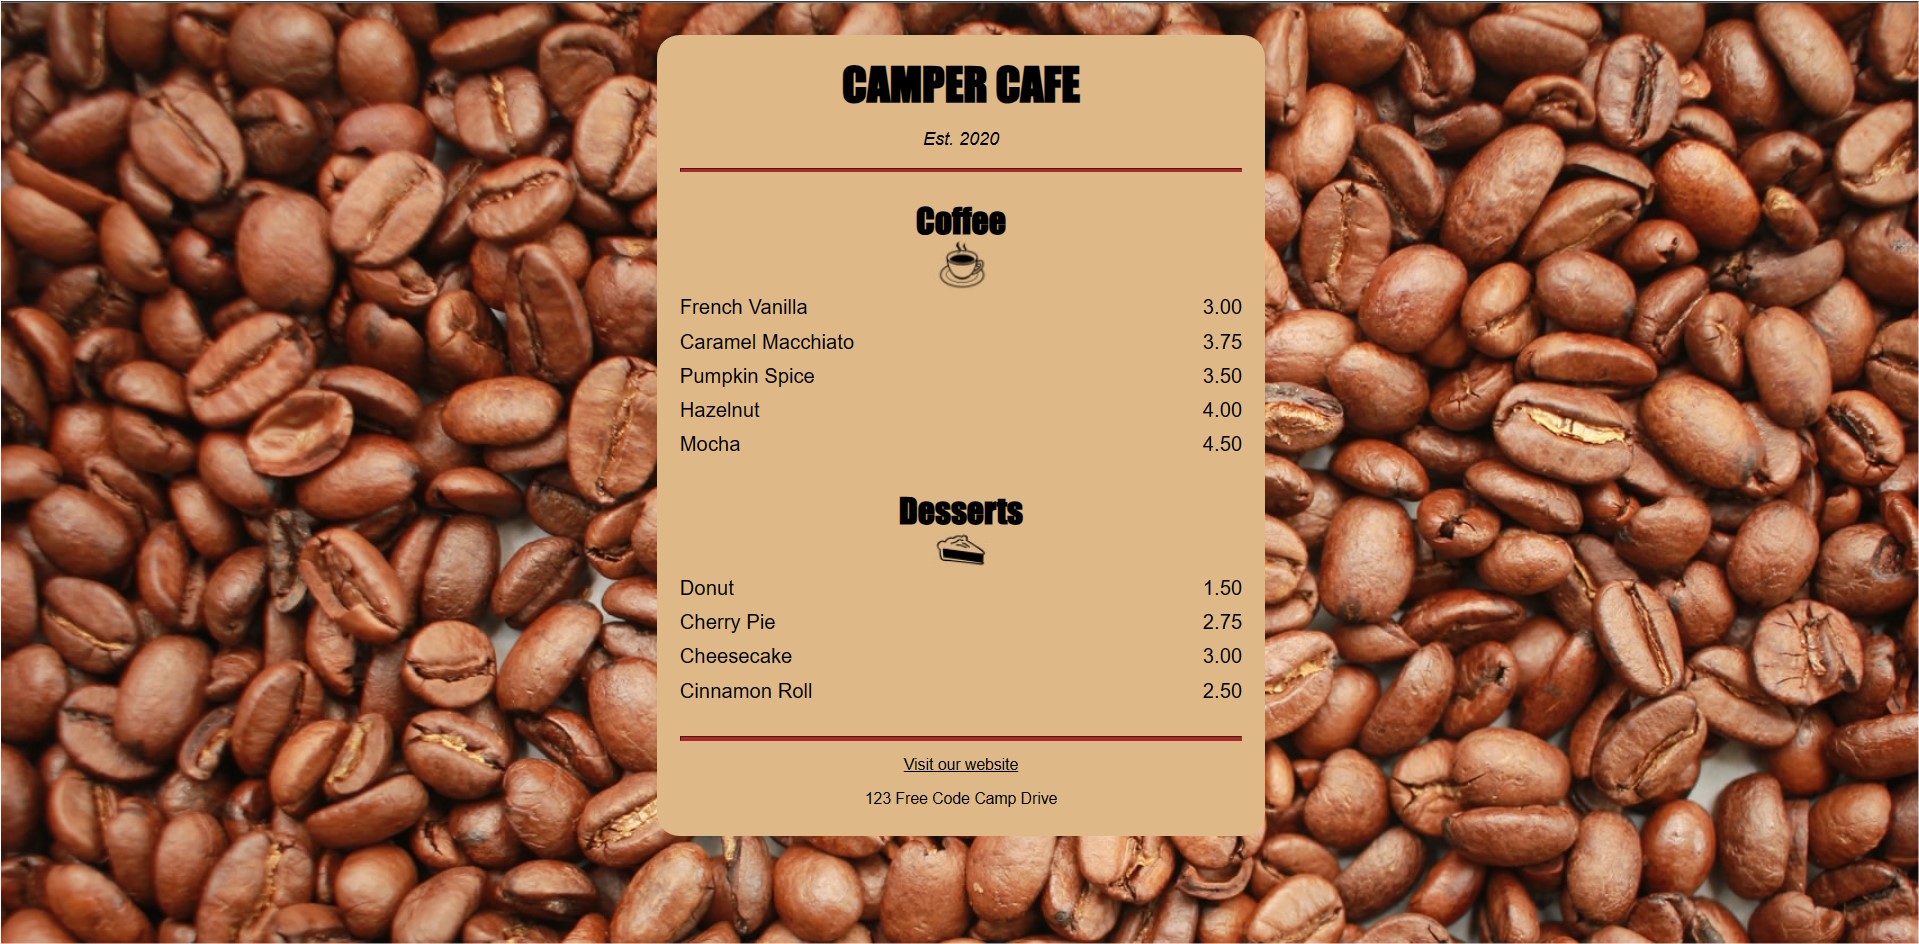 CAMPER CAFE
Est. 2020
Coffee
French Vanilla 3.00
Caramel Macchiato 3.75
Pumpkin Spice 3.50
Hazelnut 4.00
Mocha 4.50
Desserts
Donut 1.50
Cherry Pie 2.75
Cheesecake 3.00
Cinnamon Roll 2.50
Visit our website
123 Free Code Camp Drive